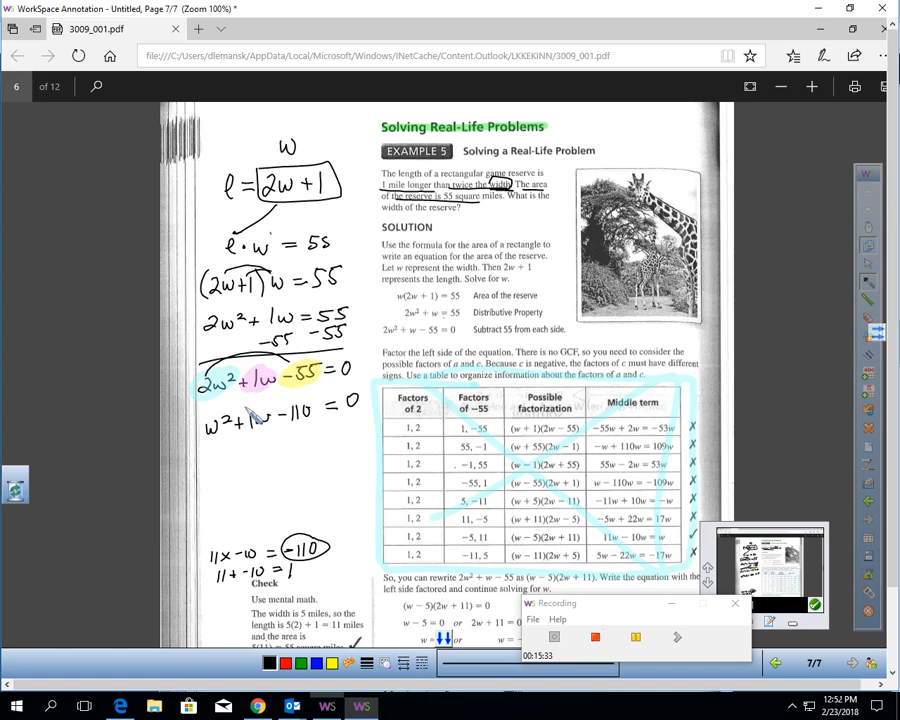 WorkSpace Annotation - Untitled, Page 7/7 (Zoom 100%) *
3009_001.pdf
file:///C:/Users/dlemansk/AppData/Local/Microsoft/Windows/INetCache/Content.Outlook/LKKEKINN/3009_001.pdf
6 of 12
w
l = 2w + 1
l · w = 55
(2w+1)w = 55
2w² + 1w = 55
-55 -55
2w² + 1w - 55 = 0
w² + 1w - 110 = 0
11 x -10 = -110
11 + -10 = 1
Check
Use mental math.
The width is 5 miles, so the
length is 5(2) + 1 = 11 miles
and the area is
5(11) = 55 square miles. ✓
Solving Real-Life Problems
EXAMPLE 5 Solving a Real-Life Problem
The length of a rectangular game reserve is
1 mile longer than twice the width. The area
of the reserve is 55 square miles. What is the
width of the reserve?
SOLUTION
Use the formula for the area of a rectangle to
write an equation for the area of the reserve.
Let w represent the width. Then 2w + 1
represents the length. Solve for w.
w(2w + 1) = 55 Area of the reserve
2w² + w = 55 Distributive Property
2w² + w − 55 = 0 Subtract 55 from each side.
Factor the left side of the equation. There is no GCF, so you need to consider the
possible factors of a and c. Because c is negative, the factors of c must have different
signs. Use a table to organize information about the factors of a and c.
Factors of 2 Factors of −55 Possible factorization Middle term
1, 2 1, −55 (w + 1)(2w − 55) −55w + 2w = −53w ✗
1, 2 55, −1 (w + 55)(2w − 1) −w + 110w = 109w ✗
1, 2 −1, 55 (w − 1)(2w + 55) 55w − 2w = 53w ✗
1, 2 −55, 1 (w − 55)(2w + 1) w − 110w = −109w ✗
1, 2 5, −11 (w + 5)(2w − 11) −11w + 10w = −w ✗
1, 2 11, −5 (w + 11)(2w − 5) −5w + 22w = 17w ✗
1, 2 −5, 11 (w − 5)(2w + 11) 11w − 10w = w ✓
1, 2 −11, 5 (w − 11)(2w + 5) 5w − 22w = −17w ✗
So, you can rewrite 2w² + w − 55 as (w − 5)(2w + 11). Write the equation with the
left side factored and continue solving for w.
(w − 5)(2w + 11) = 0
w − 5 = 0 or 2w + 11 = 0
w = or w = −
WS Recording
File Help
00:15:33
7/7
12:52 PM
2/23/2018